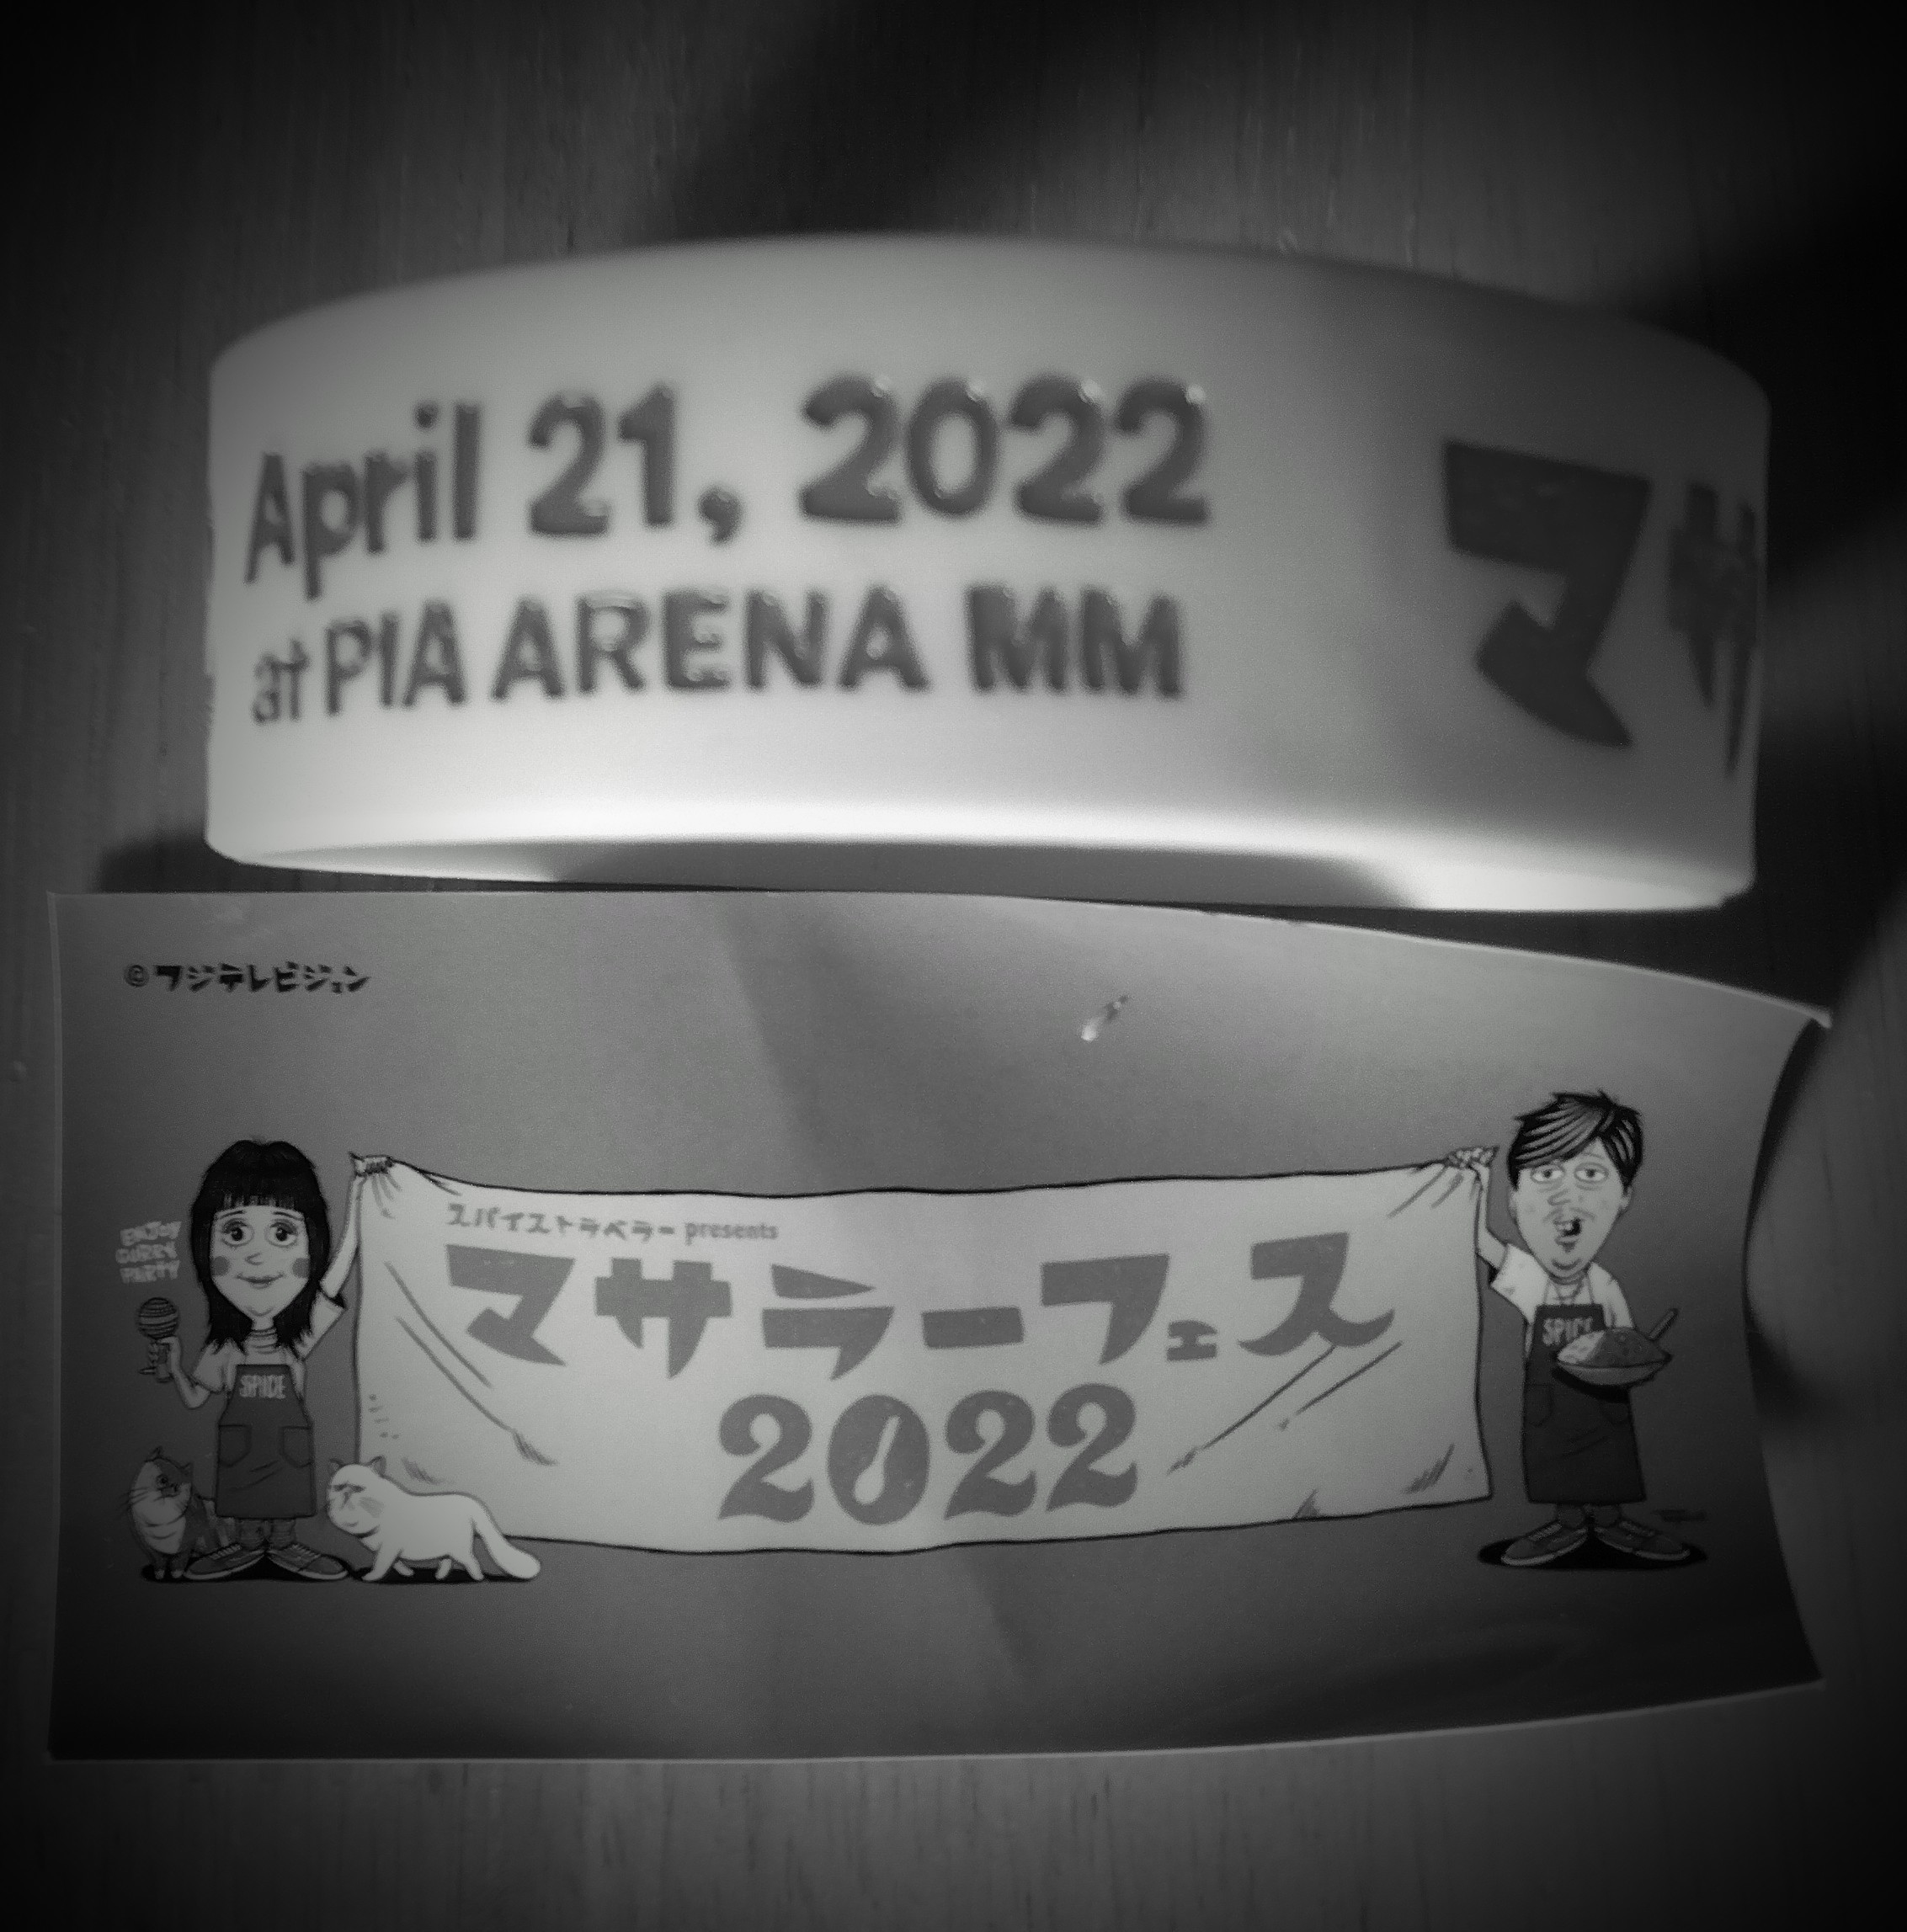 April 21, 2022
at PIA ARENA MM
マサ
©フジテレビジョン
ENJOY
CURRY
PARTY
スパイストラベラー presents
マサラーフェス
2022
SPICE
SPICE